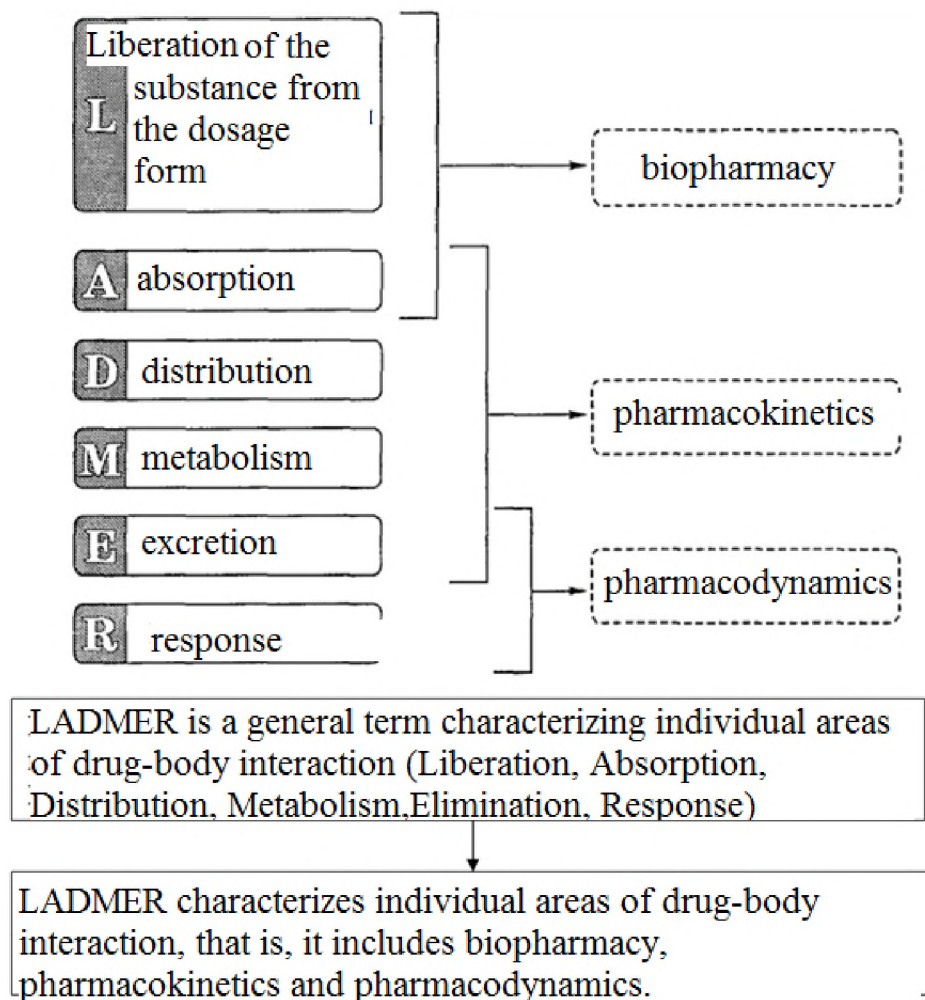 Liberation of the
substance from
L
the dosage
form
biopharmacy
A absorption
D distribution
pharmacokinetics
M metabolism
E excretion
pharmacodynamics
R response
LADMER is a general term characterizing individual areas
of drug-body interaction (Liberation, Absorption,
Distribution, Metabolism,Elimination, Response)
LADMER characterizes individual areas of drug-body
interaction, that is, it includes biopharmacy,
pharmacokinetics and pharmacodynamics.